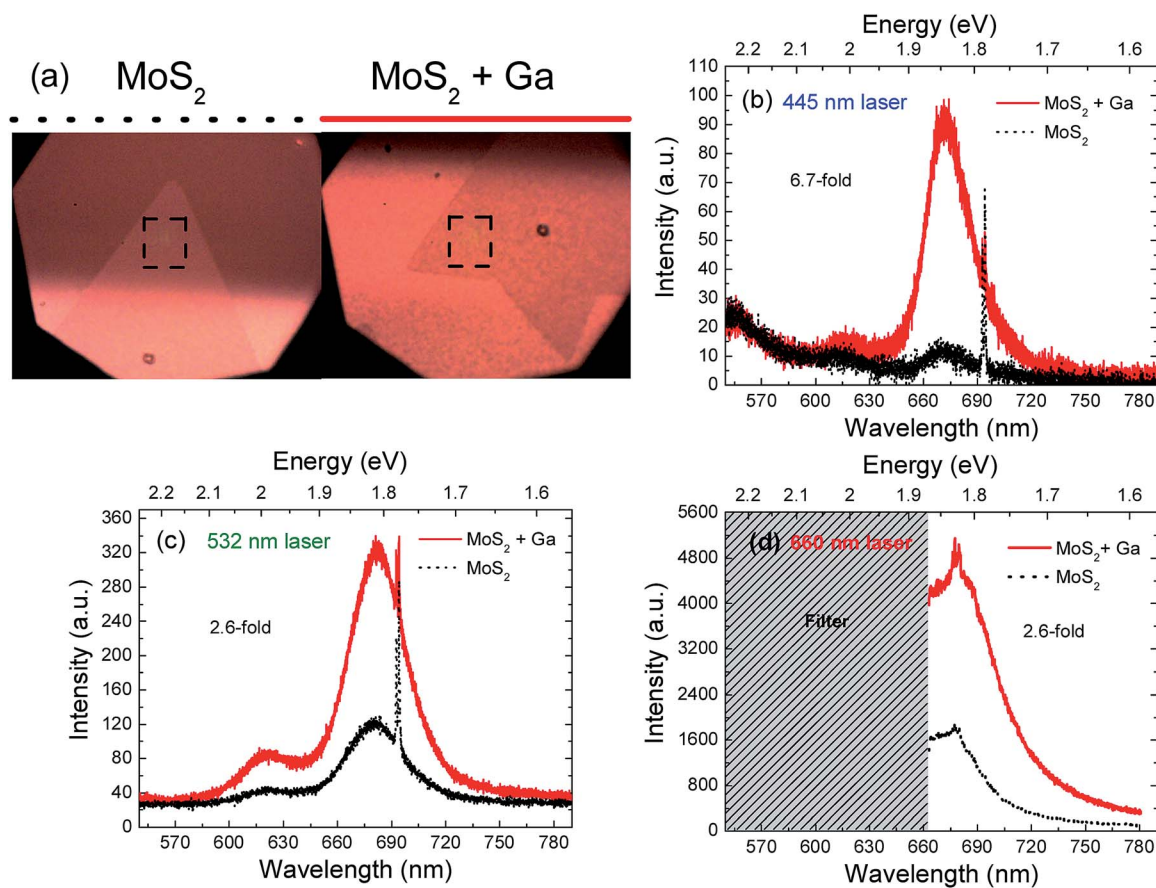 (a) MoS2 MoS2 + Ga
Energy (eV)
2.2 2.1 2 1.9 1.8 1.7 1.6
(b) 445 nm laser
MoS2 + Ga
MoS2
6.7-fold
Intensity (a.u.)
110
100
90
80
70
60
50
40
30
20
10
0
570 600 630 660 690 720 750 780
Wavelength (nm)
Energy (eV)
2.2 2.1 2 1.9 1.8 1.7 1.6
(c) 532 nm laser
MoS2 + Ga
MoS2
2.6-fold
Intensity (a.u.)
360
320
280
240
200
160
120
80
40
0
570 600 630 660 690 720 750 780
Wavelength (nm)
Energy (eV)
2.2 2.1 2 1.9 1.8 1.7 1.6
(d) 660 nm laser
MoS2 + Ga
MoS2
2.6-fold
Filter
Intensity (a.u.)
5600
4800
4000
3200
2400
1600
800
0
570 600 630 660 690 720 750 780
Wavelength (nm)